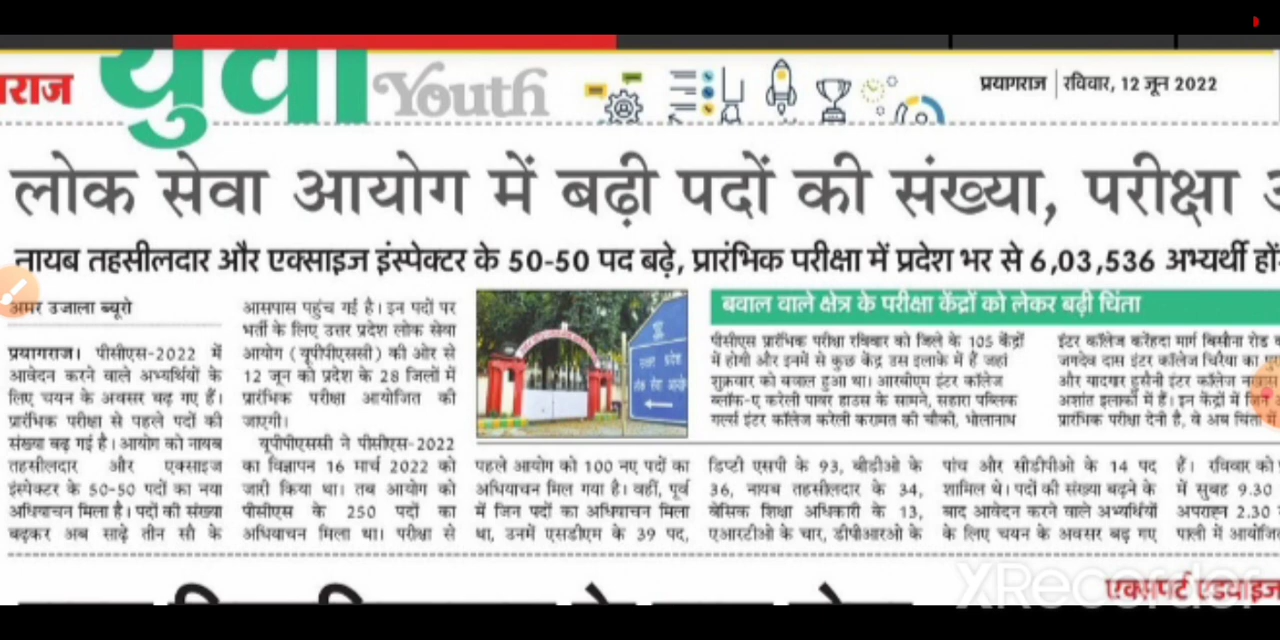 राज
युवा
Youth
प्रयागराज रविवार, 12 जून 2022
लोक सेवा आयोग में बढ़ी पदों की संख्या, परीक्षा
नायब तहसीलदार और एक्साइज इंस्पेक्टर के 50-50 पद बढ़े, प्रारंभिक परीक्षा में प्रदेश भर से 6,03,536 अभ्यर्थी
अमर उजाला ब्यूरो
प्रयागराज। पीसीएस-2022 में
आवेदन करने वाले अभ्यर्थियों के
लिए चयन के अवसर बढ़ गए हैं।
प्रारंभिक परीक्षा से पहले पदों की
संख्या बढ़ गई है। आयोग को नायब
तहसीलदार और एक्साइज
इंस्पेक्टर के 50-50 पदों का नया
अधियाचन मिला है। पदों की संख्या
बढ़कर अब साढ़े तीन सौ के
आसपास पहुंच गई है। इन पदों पर
भर्ती के लिए उत्तर प्रदेश लोक सेवा
आयोग (यूपीपीएससी) की ओर से
12 जून को प्रदेश के 28 जिलों में
प्रारंभिक परीक्षा आयोजित की
जाएगी।
यूपीपीएससी ने पीसीएस-2022
का विज्ञापन 16 मार्च 2022 को
जारी किया था। तब आयोग को
पीसीएस के 250 पदों का
अधियाचन मिला था। परीक्षा से
पहले आयोग को 100 नए पदों का
अधियाचन मिल गया है। वहीं, पूर्व
में जिन पदों का अधियाचन मिला
था, उनमें एसडीएम के 39 पद,
डिप्टी एसपी के 93, बीडीओ के
36, नायब तहसीलदार के 34,
बेसिक शिक्षा अधिकारी के 13,
एआरटीओ के चार, डीपीआरओ के
पांच और सीडीपीओ के 14 पद
शामिल थे। पदों की संख्या बढ़ने के
बाद आवेदन करने वाले अभ्यर्थियों
के लिए चयन के अवसर बढ़ गए
हैं। रविवार को
में सुबह 9.30
अपराह्न 2.30
पाली में
बवाल वाले क्षेत्र के परीक्षा केंद्रों को लेकर बढ़ी चिंता
पीसीएस प्रारंभिक परीक्षा रविवार को जिले के 105 केंद्रों
में होगी और इनमें से कुछ केंद्र उस इलाके में हैं जहां
शुक्रवार को बवाल हुआ था। आरबीएम इंटर कॉलेज
ब्लॉक-ए करेली पावर हाउस के सामने, सहारा पब्लिक
गर्ल्स इंटर कॉलेज करेली करामत की चौकी, भोलानाथ
इंटर कॉलेज करेंहदा मार्ग बिसौना रोड
जगदेव दास इंटर कॉलेज चिरैया का
और यादगार हुसैनी इंटर कॉलेज
अशांत इलाकों में हैं। इन केंद्रों में
प्रारंभिक परीक्षा देनी है, वे अब चिंता में
एक्सपर्ट एडवाइज
XRecorder